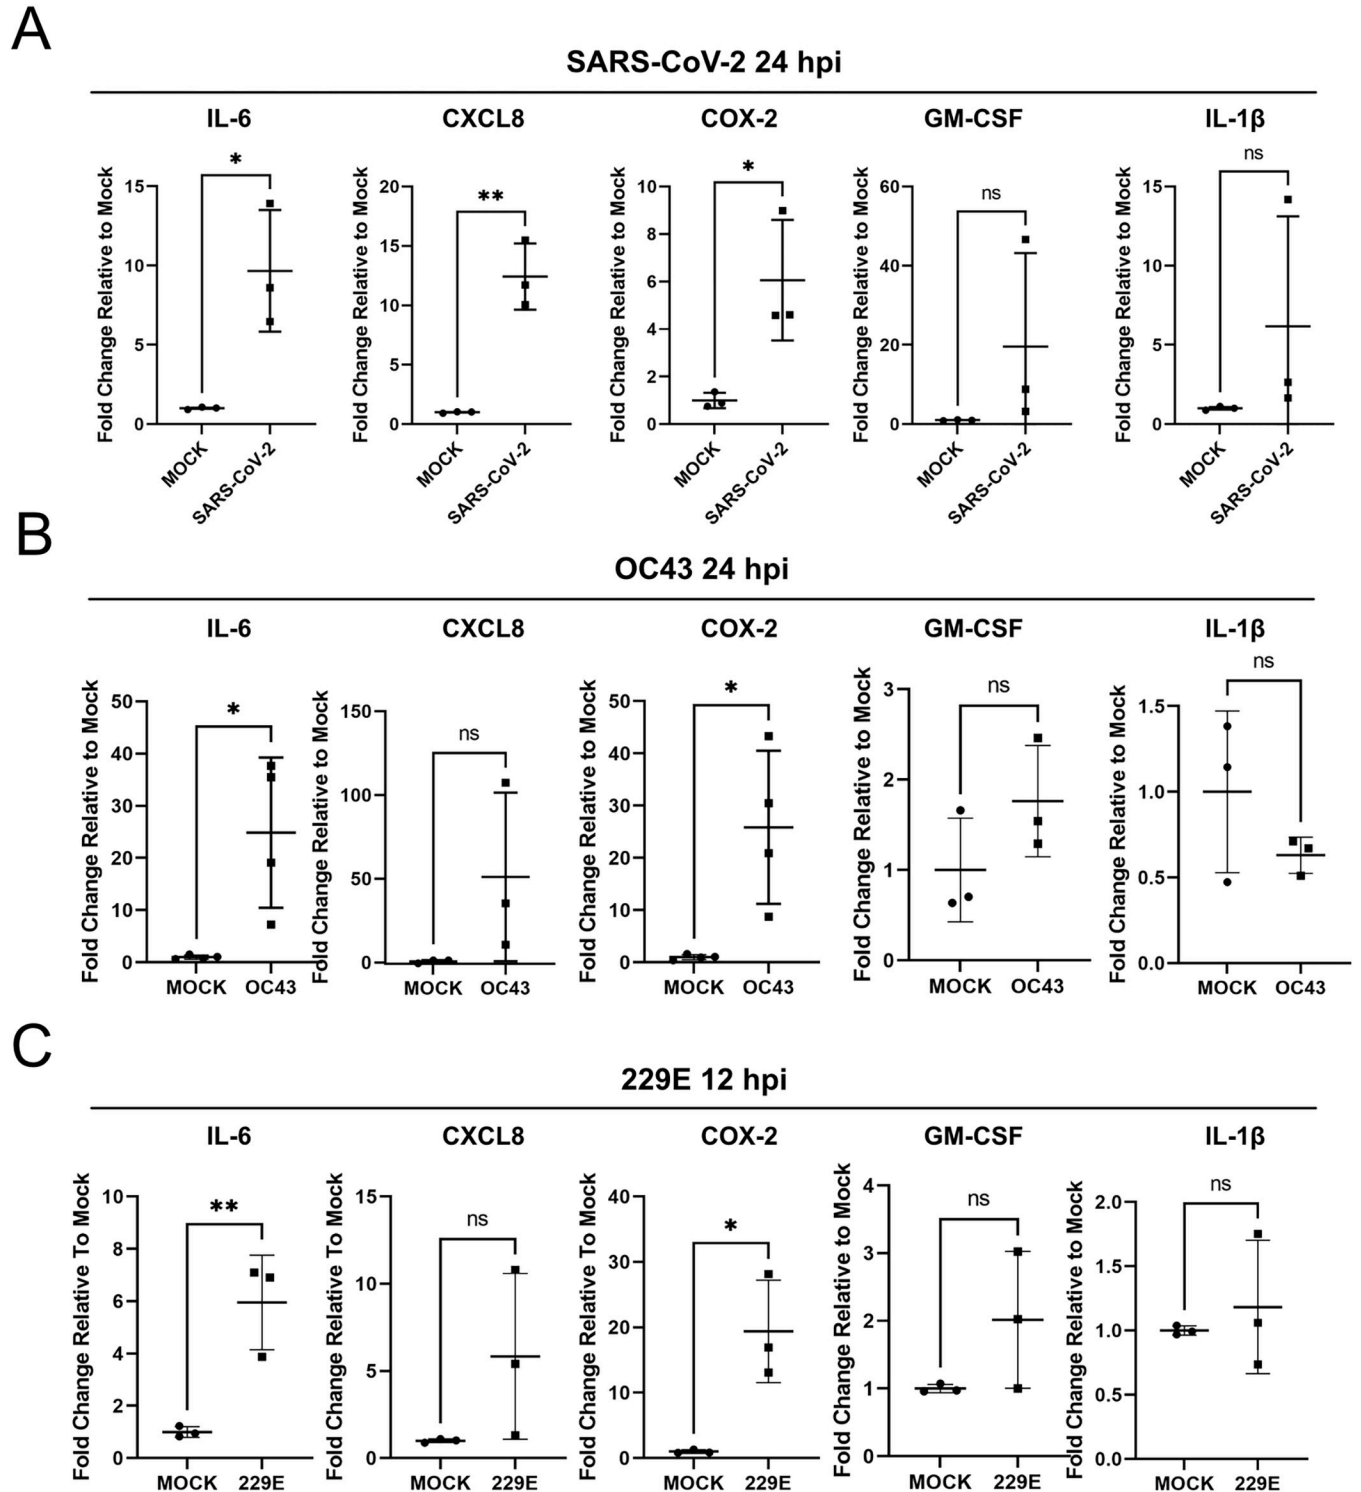 A
SARS-CoV-2 24 hpi
IL-6 CXCL8 COX-2 GM-CSF IL-1β
Fold Change Relative to Mock
15
10
5
0
*
MOCK
SARS-CoV-2
Fold Change Relative to Mock
20
15
10
5
0
**
MOCK
SARS-CoV-2
Fold Change Relative to Mock
10
8
6
4
2
0
*
MOCK
SARS-CoV-2
Fold Change Relative to Mock
60
40
20
0
ns
MOCK
SARS-CoV-2
Fold Change Relative to Mock
15
10
5
0
ns
MOCK
SARS-CoV-2
B
OC43 24 hpi
IL-6 CXCL8 COX-2 GM-CSF IL-1β
Fold Change Relative to Mock
50
40
30
20
10
0
*
MOCK OC43
Fold Change Relative to Mock
150
100
50
0
ns
MOCK OC43
Fold Change Relative to Mock
50
40
30
20
10
0
*
MOCK OC43
Fold Change Relative to Mock
3
2
1
0
ns
MOCK OC43
Fold Change Relative to Mock
1.5
1.0
0.5
0.0
ns
MOCK OC43
C
229E 12 hpi
IL-6 CXCL8 COX-2 GM-CSF IL-1β
Fold Change Relative To Mock
10
8
6
4
2
0
**
MOCK 229E
Fold Change Relative To Mock
15
10
5
0
ns
MOCK 229E
Fold Change Relative To Mock
40
30
20
10
0
*
MOCK 229E
Fold Change Relative to Mock
4
3
2
1
0
ns
MOCK 229E
Fold Change Relative to Mock
2.0
1.5
1.0
0.5
0.0
ns
MOCK 229E